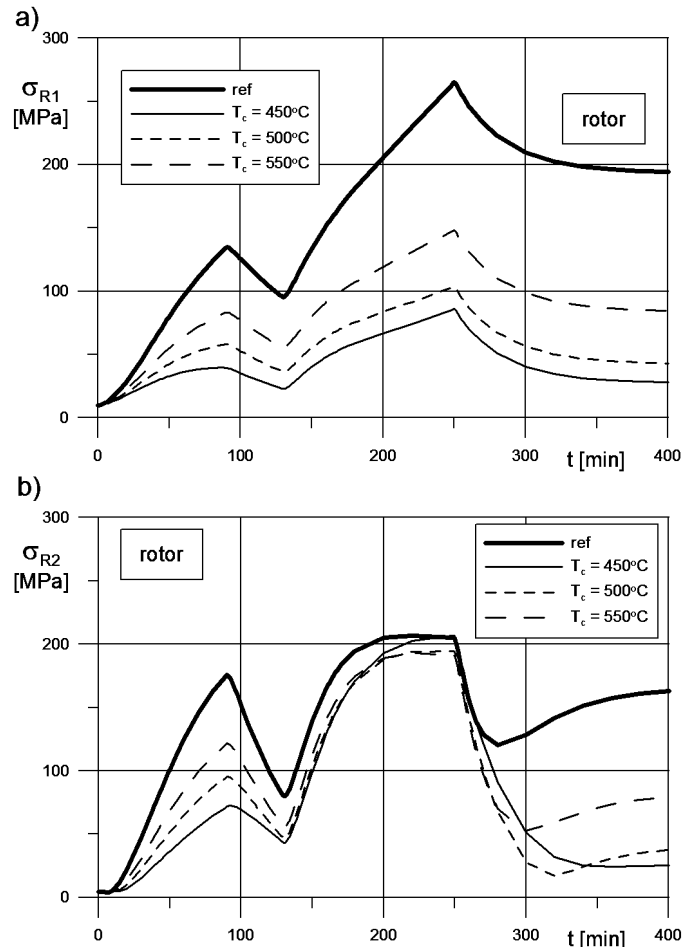 a)
300
σR1
[MPa]
ref
Tc = 450°C
Tc = 500°C
Tc = 550°C
rotor
200
100
0
0 100 200 300 400
t [min]
b)
300
σR2
[MPa]
rotor
ref
Tc = 450°C
Tc = 500°C
Tc = 550°C
200
100
0
0 100 200 300 400
t [min]